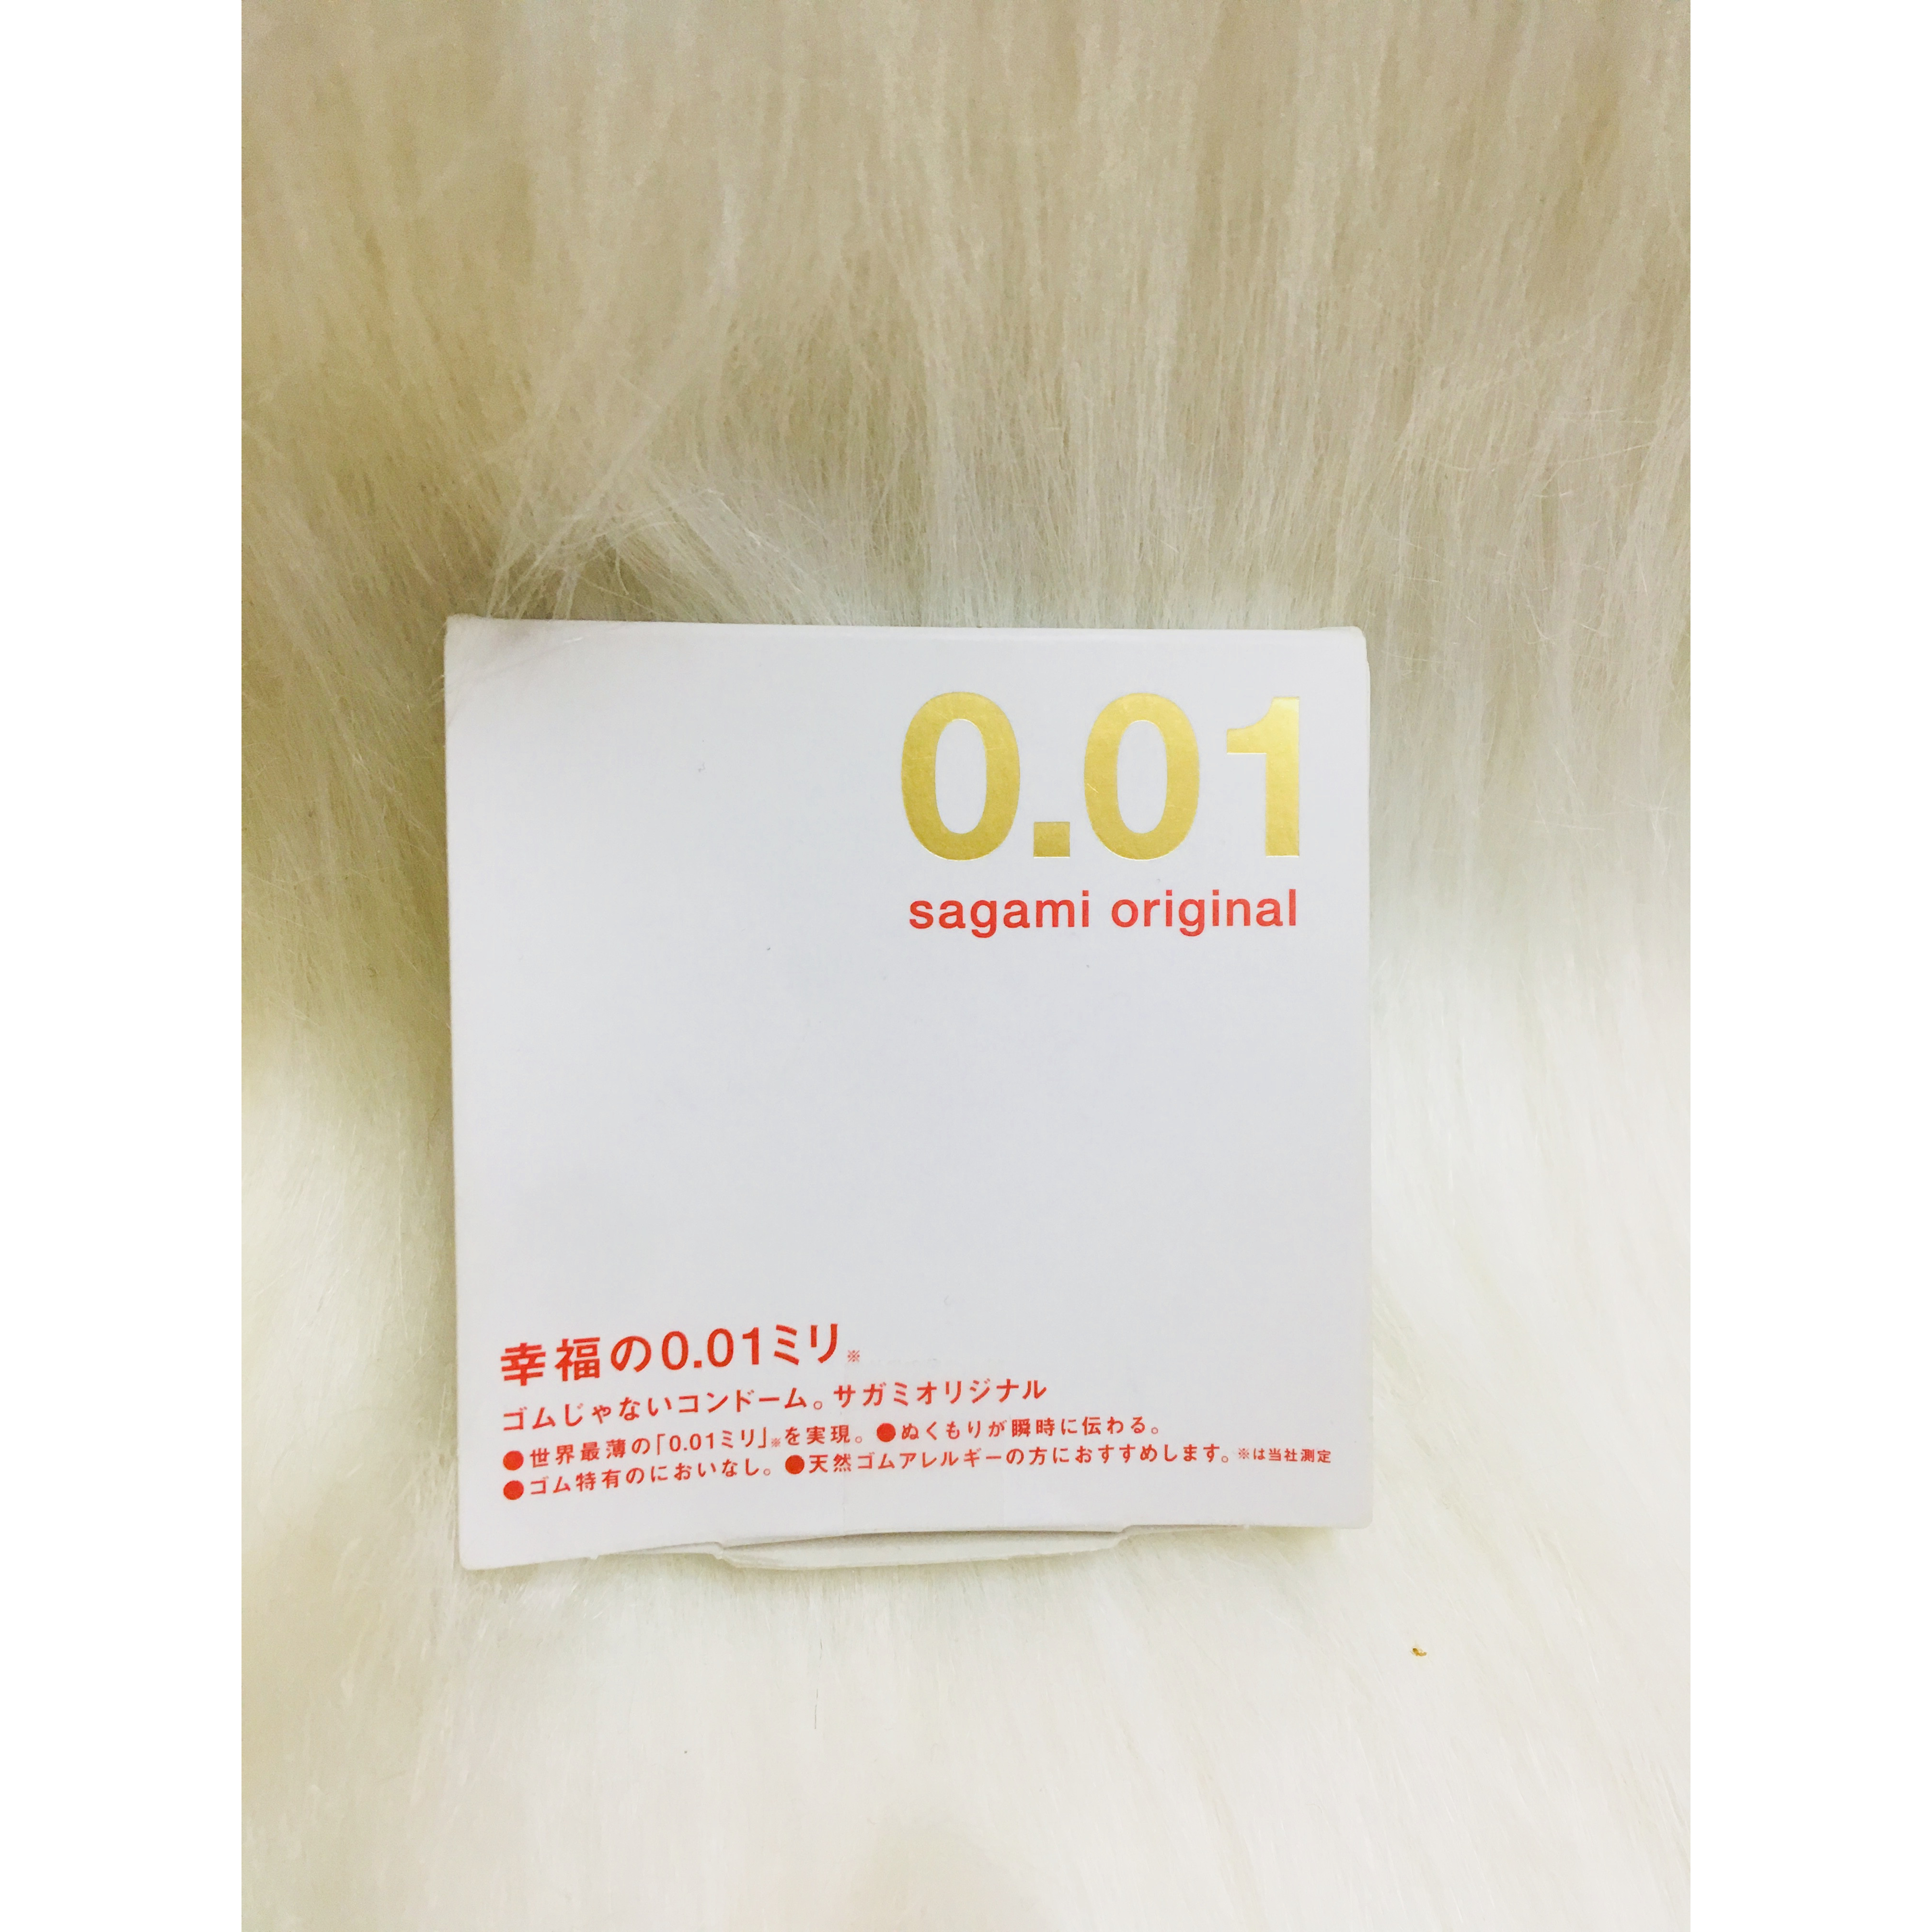 0.01
sagami original
幸福の0.01ミリ※
ゴムじゃないコンドーム。サガミオリジナル
●世界最薄の「0.01ミリ」※を実現。●ぬくもりが瞬時に伝わる。
●ゴム特有のにおいなし。●天然ゴムアレルギーの方におすすめします。※は当社測定